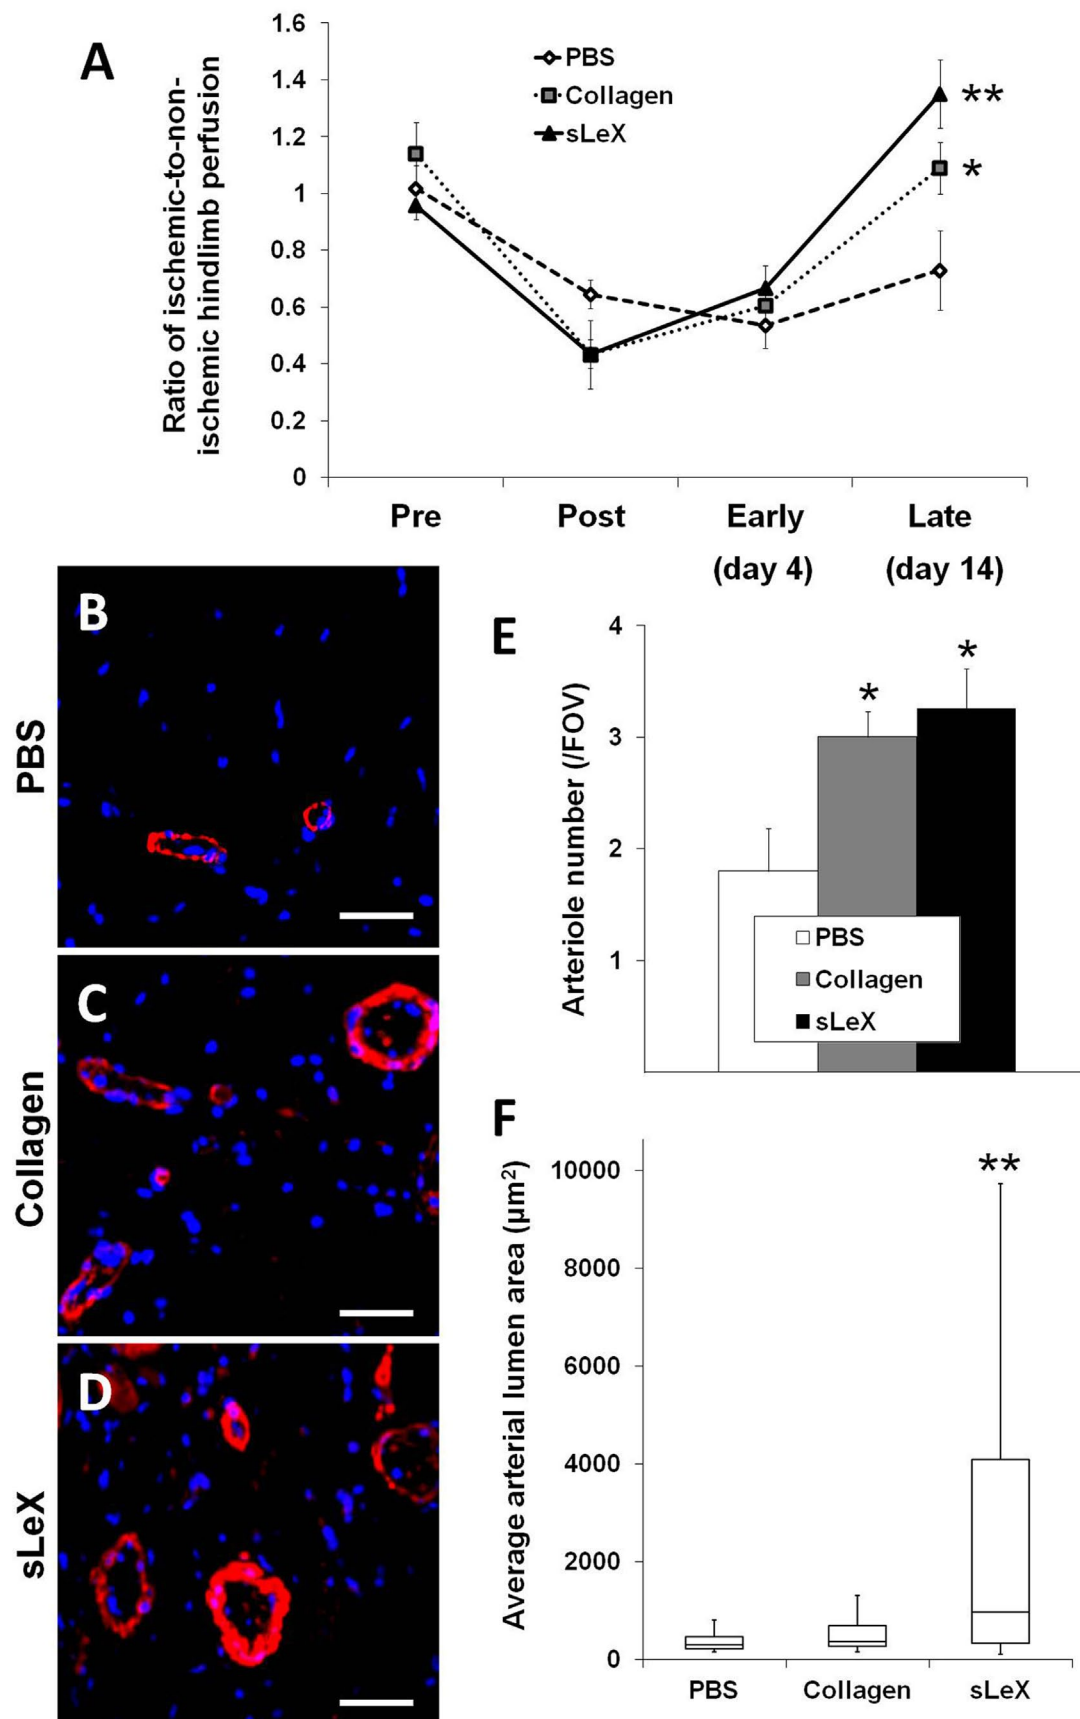 A
Ratio of ischemic-to-non-
ischemic hindlimb perfusion
1.6
1.4
1.2
1
0.8
0.6
0.4
0.2
0
PBS
Collagen
sLeX
**
*
Pre Post Early Late
(day 4) (day 14)
B
PBS
C
Collagen
D
sLeX
E
Arteriole number (/FOV)
4
3
2
1
*
*
PBS
Collagen
sLeX
F
Average arterial lumen area (µm²)
10000
8000
6000
4000
2000
0
**
PBS Collagen sLeX